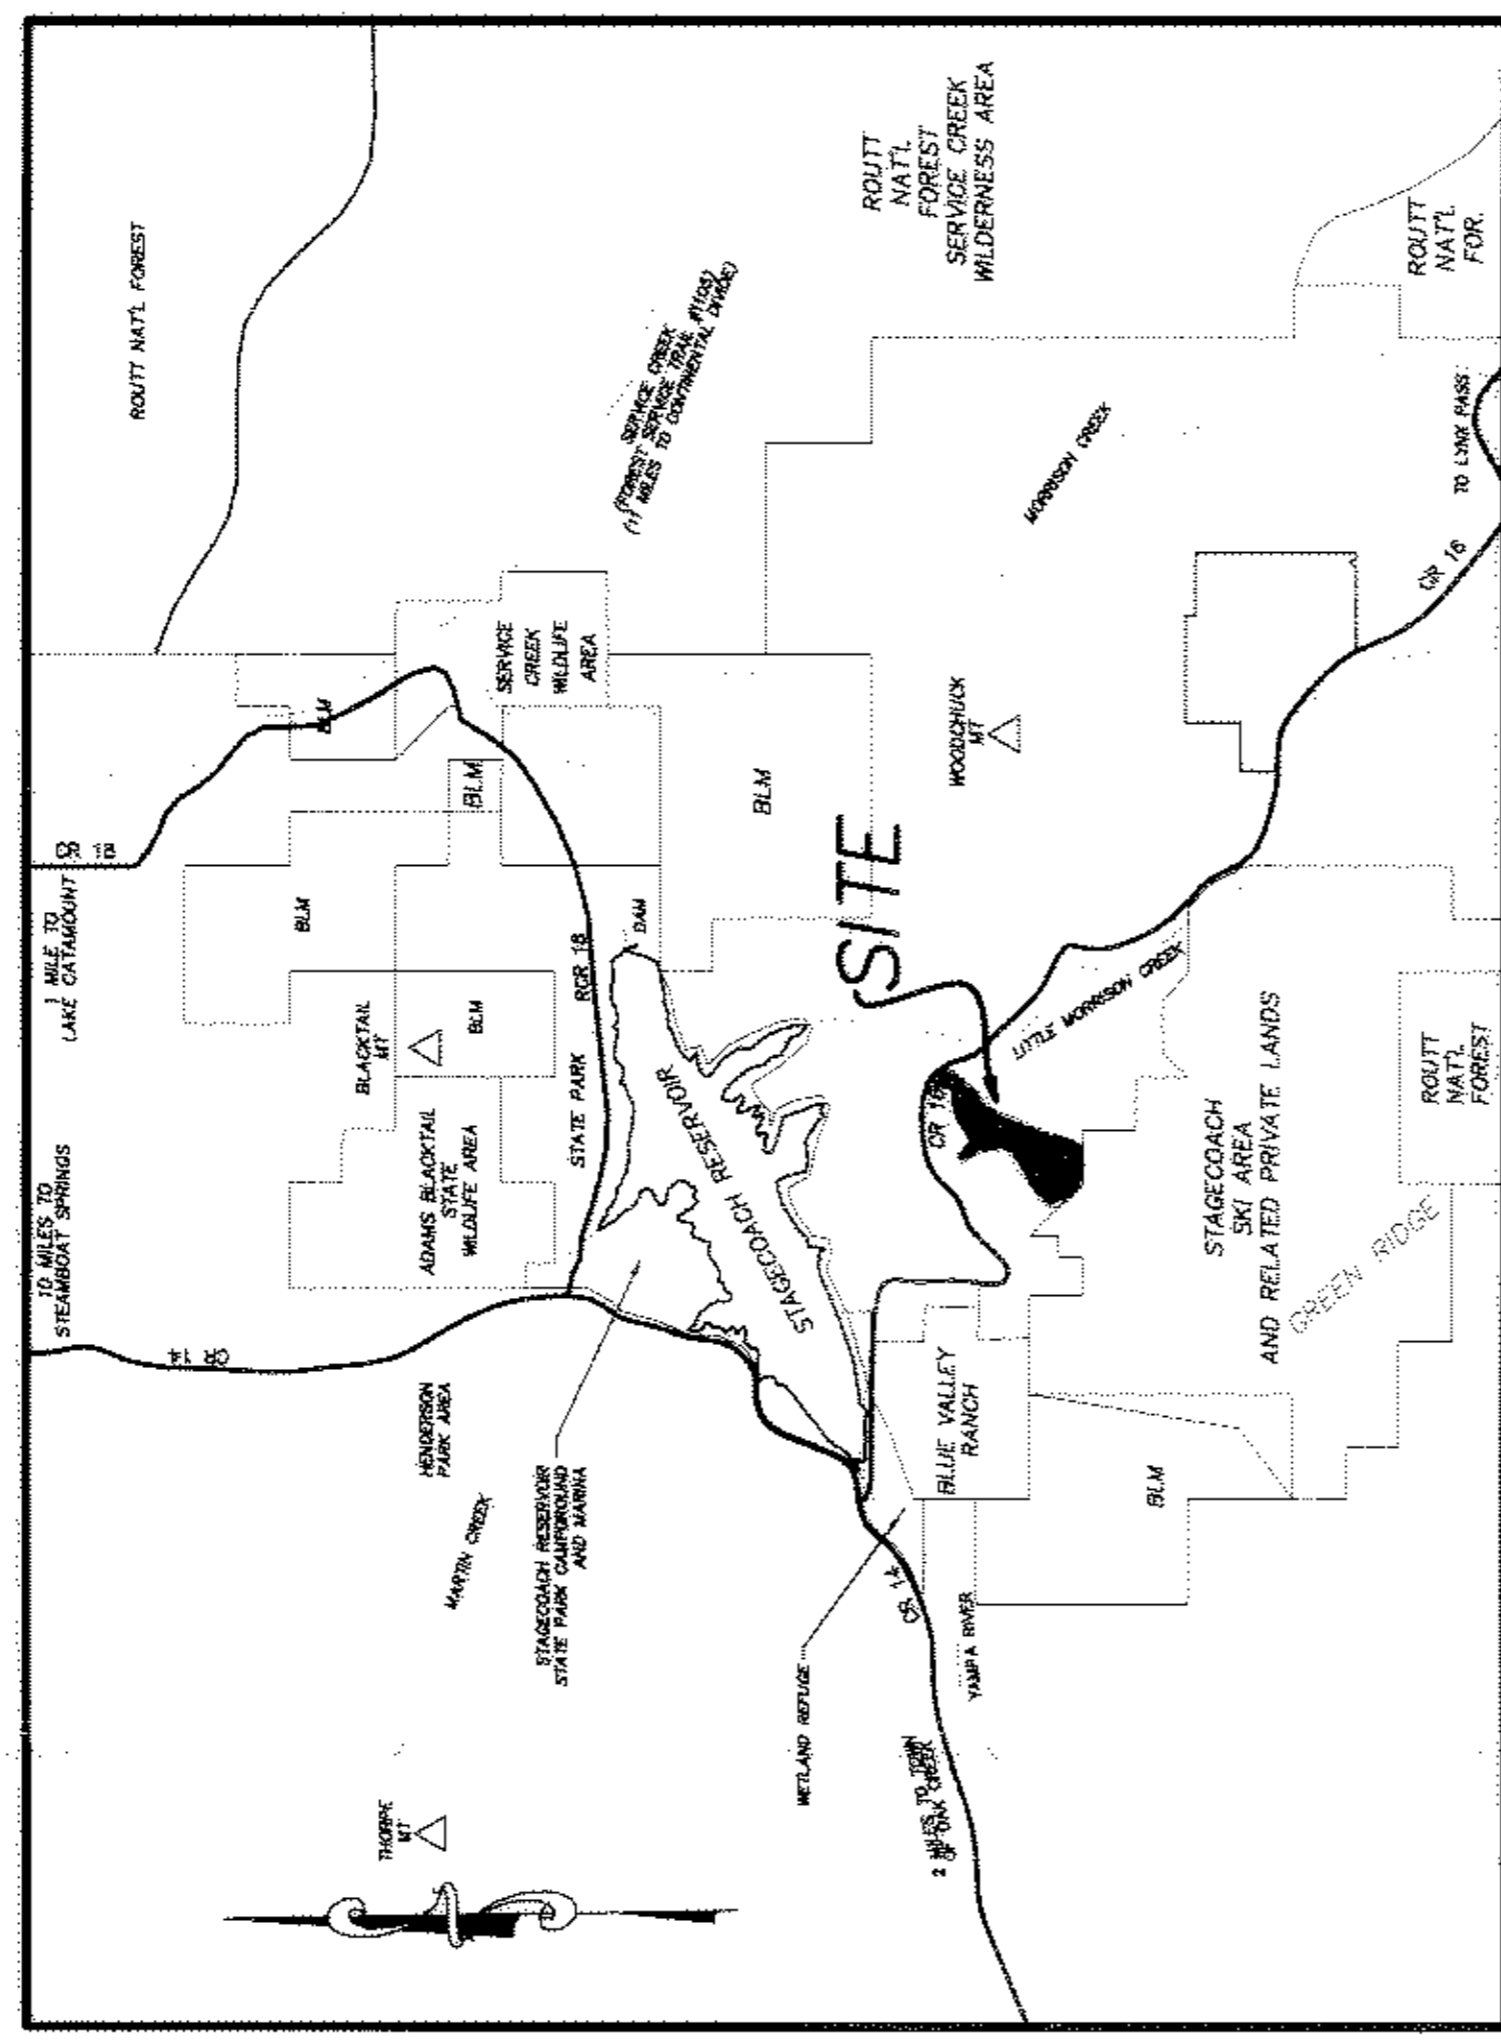 ROUTT NAT'L FOREST
ROUTT
NAT'L
FOREST
SERVICE CREEK
WILDERNESS AREA
ROUTT
NAT'L
FOR.
SERVICE CREEK
(FOREST SERVICE TRAIL #1105)
(11 MILES TO CONTINENTAL DIVIDE)
MORRISON CREEK
TO LYNX PASS
CR 16
SERVICE
CREEK
WILDLIFE
AREA
BLM
BLM
BLM
WOODCHUCK
MT
CR
18
1 MILE TO
LAKE CATAMOUNT
BLM
RCR 18
DAM
SITE
BLACKTAIL
MT
BLM
STATE PARK
LITTLE MORRISON CREEK
10 MILES TO
STEAMBOAT SPRINGS
ADAMS BLACKTAIL
STATE
WILDLIFE AREA
STAGECOACH RESERVOIR
CR 16
STAGECOACH
SKI AREA
AND RELATED PRIVATE LANDS
ROUTT
NAT'L
FOREST
GREEN RIDGE
CR 14
HENDERSON
PARK AREA
MARTIN CREEK
STAGECOACH RESERVOIR
STATE PARK CAMPGROUND
AND MARINA
BLUE VALLEY
RANCH
BLM
CR 14
WETLAND REFUGE
YAMPA RIVER
2 MILES TO TOWN
OF OAK CREEK
THORPE
MT